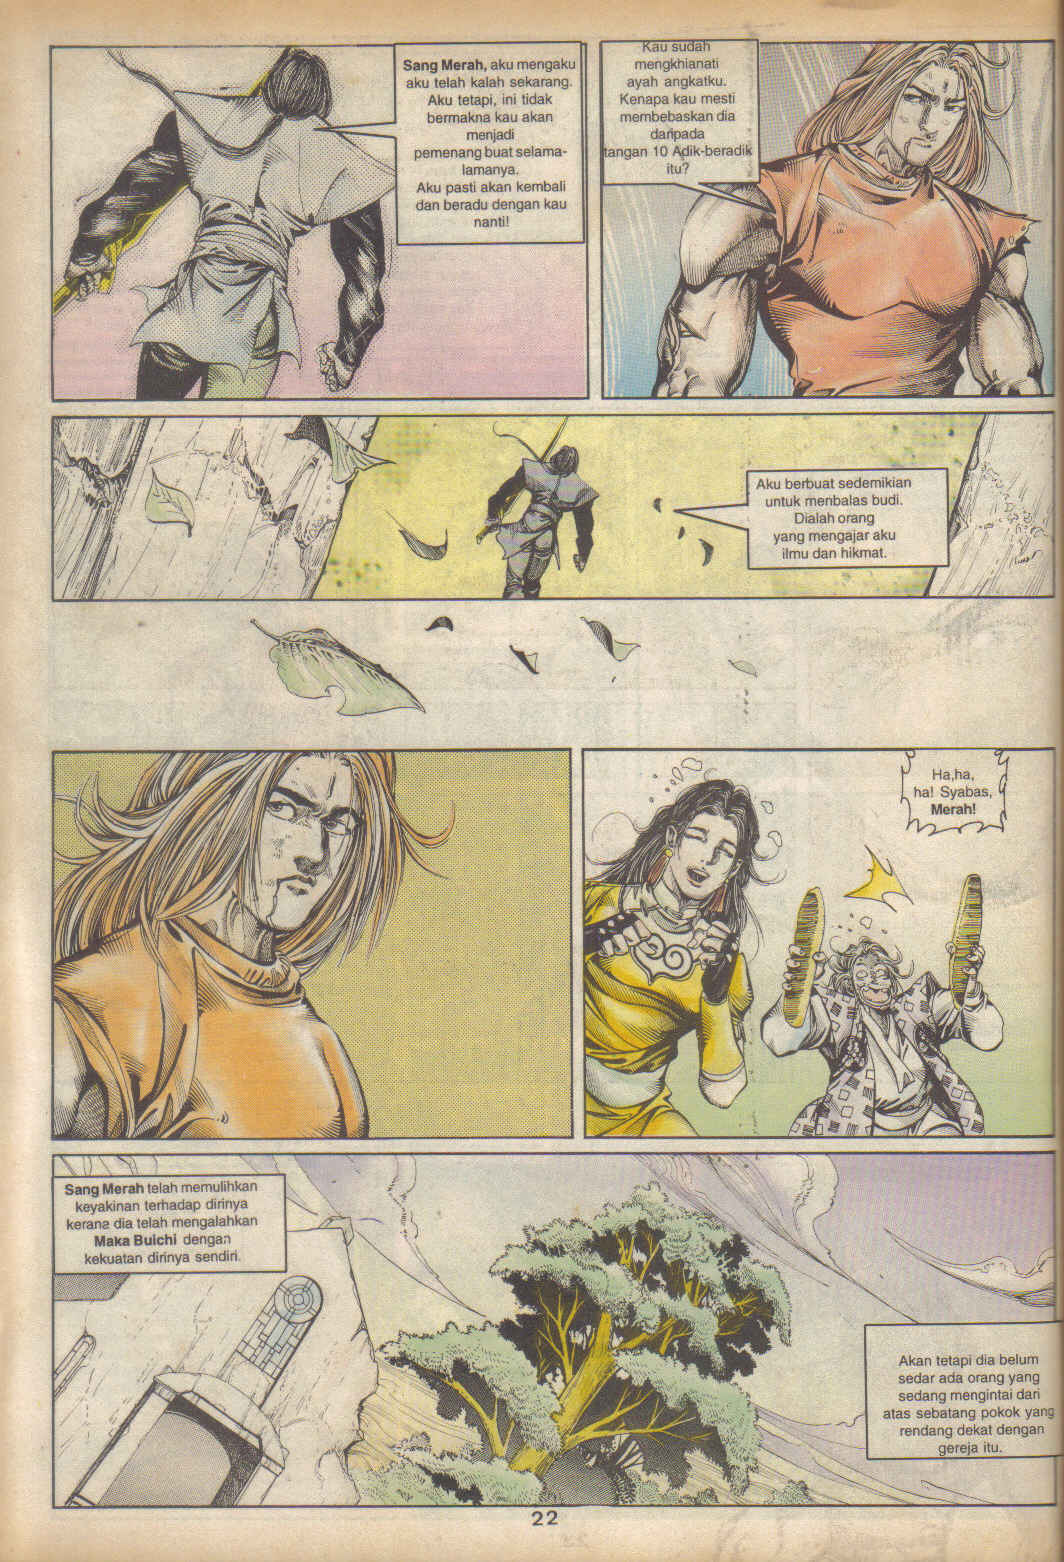 Sang Merah, aku mengaku
aku telah kalah sekarang.
Aku tetapi, ini tidak
bermakna kau akan
menjadi
pemenang buat selama-
lamanya.
Aku pasti akan kembali
dan beradu dengan kau
nanti!
Kau sudah
mengkhianati
ayah angkatku.
Kenapa kau mesti
membebaskan dia
daripada
tangan 10 Adik-beradik
itu?
Aku berbuat sedemikian
untuk menbalas budi.
Dialah orang
yang mengajar aku
ilmu dan hikmat.
Ha,ha,
ha! Syabas,
Merah!
Sang Merah telah memulihkan
keyakinan terhadap dirinya
kerana dia telah mengalahkan
Maka Buichi dengan
kekuatan dirinya sendiri.
Akan tetapi dia belum
sedar ada orang yang
sedang mengintai dari
atas sebatang pokok yang
rendang dekat dengan
gereja itu.
22